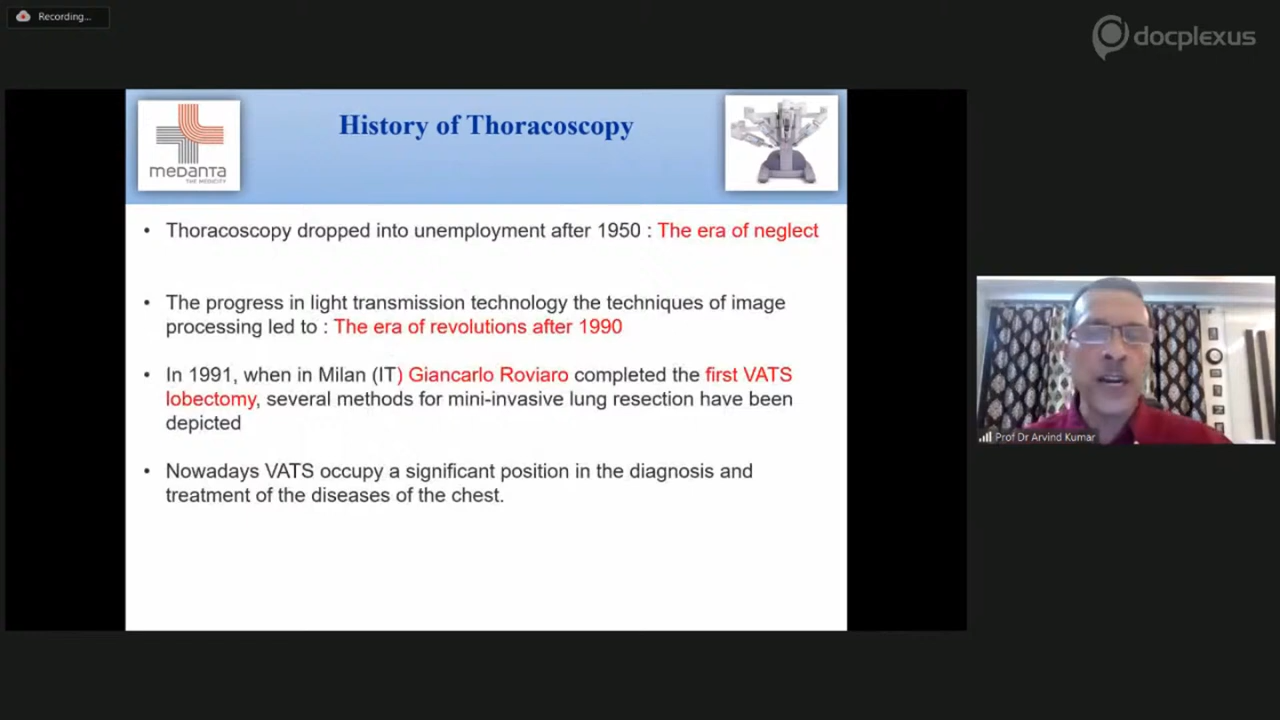 Recording...
docplexus
medanta
THE MEDICITY
History of Thoracoscopy
• Thoracoscopy dropped into unemployment after 1950 : The era of neglect
• The progress in light transmission technology the techniques of image
processing led to : The era of revolutions after 1990
• In 1991, when in Milan (IT) Giancarlo Roviaro completed the first VATS
lobectomy, several methods for mini-invasive lung resection have been
depicted
• Nowadays VATS occupy a significant position in the diagnosis and
treatment of the diseases of the chest.
Prof Dr Arvind Kumar